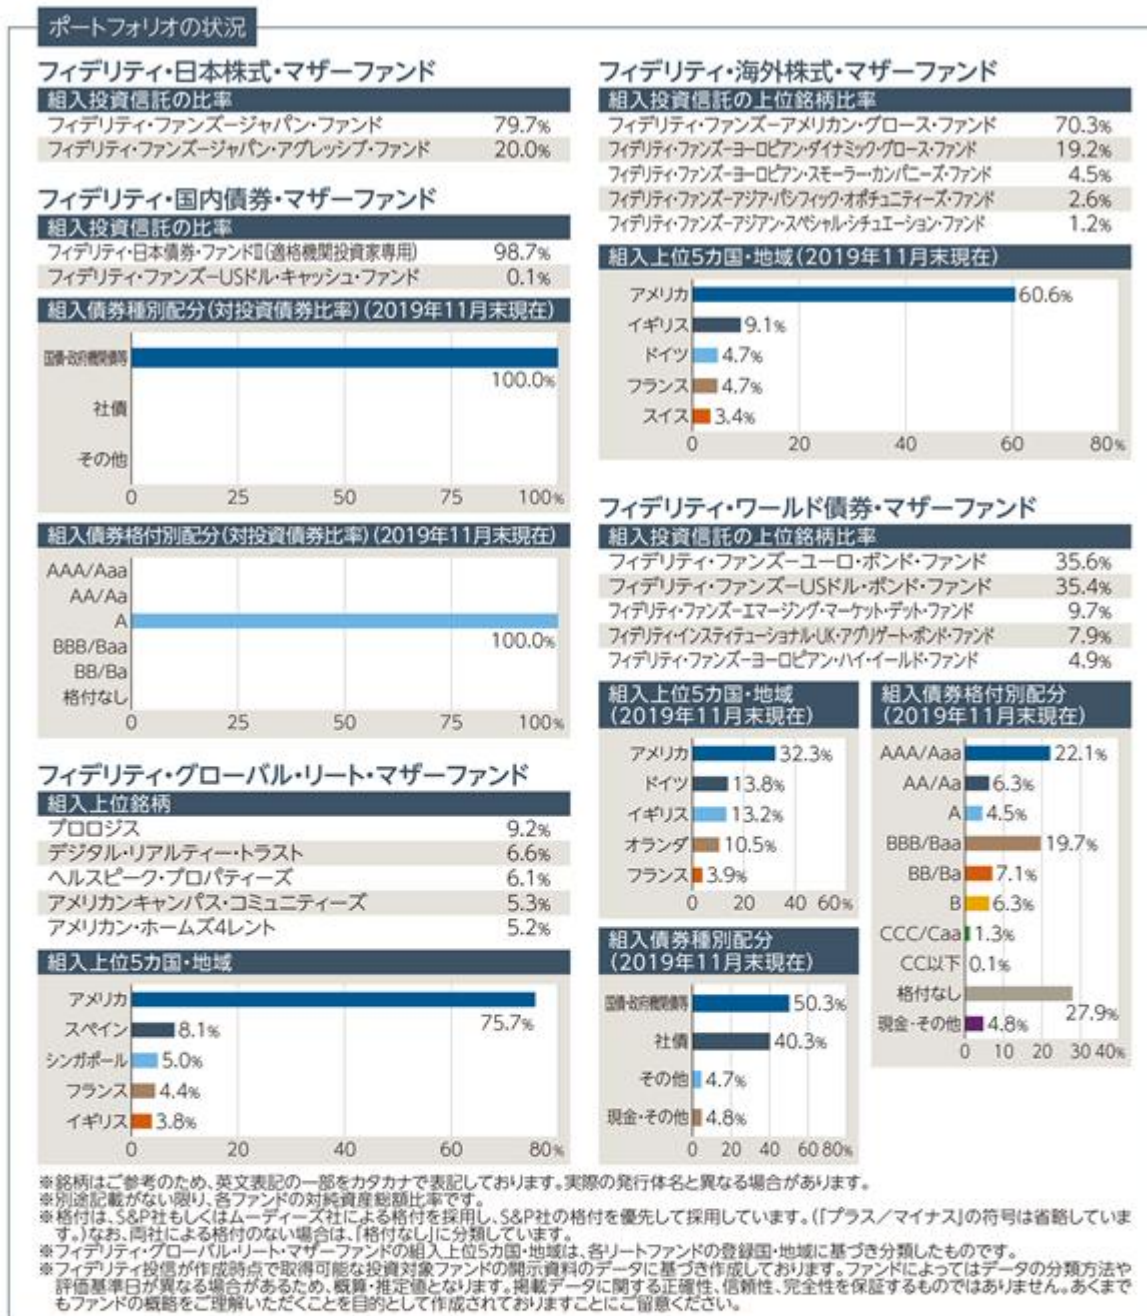 ポートフォリオの状況
フィデリティ・日本株式・マザーファンド
組入投資信託の比率
フィデリティ・ファンズ－ジャパン・ファンド 79.7%
フィデリティ・ファンズ－ジャパン・アグレッシブ・ファンド 20.0%
フィデリティ・国内債券・マザーファンド
組入投資信託の比率
フィデリティ・日本債券・ファンドⅡ(適格機関投資家専用) 98.7%
フィデリティ・ファンズ－USドル・キャッシュ・ファンド 0.1%
組入債券種別配分(対投資債券比率)(2019年11月末現在)
国債・政府機関債等
100.0%
社債
その他
0 25 50 75 100%
組入債券格付別配分(対投資債券比率)(2019年11月末現在)
AAA/Aaa
AA/Aa
A
100.0%
BBB/Baa
BB/Ba
格付なし
0 25 50 75 100%
フィデリティ・グローバル・リート・マザーファンド
組入上位銘柄
プロロジス 9.2%
デジタル・リアルティー・トラスト 6.6%
ヘルスピーク・プロパティーズ 6.1%
アメリカンキャンパス・コミュニティーズ 5.3%
アメリカン・ホームズ4レント 5.2%
組入上位5カ国・地域
アメリカ 75.7%
スペイン 8.1%
シンガポール 5.0%
フランス 4.4%
イギリス 3.8%
0 20 40 60 80%
フィデリティ・海外株式・マザーファンド
組入投資信託の上位銘柄比率
フィデリティ・ファンズ－アメリカン・グロース・ファンド 70.3%
フィデリティ・ファンズ－ヨーロピアン・ダイナミック・グロース・ファンド 19.2%
フィデリティ・ファンズ－ヨーロピアン・スモーラー・カンパニーズ・ファンド 4.5%
フィデリティ・ファンズ－アジア・パシフィック・オポチュニティーズ・ファンド 2.6%
フィデリティ・ファンズ－アジアン・スペシャル・シチュエーション・ファンド 1.2%
組入上位5カ国・地域(2019年11月末現在)
アメリカ 60.6%
イギリス 9.1%
ドイツ 4.7%
フランス 4.7%
スイス 3.4%
0 20 40 60 80%
フィデリティ・ワールド債券・マザーファンド
組入投資信託の上位銘柄比率
フィデリティ・ファンズ－ユーロ・ボンド・ファンド 35.6%
フィデリティ・ファンズ－USドル・ボンド・ファンド 35.4%
フィデリティ・ファンズ－エマージング・マーケット・デット・ファンド 9.7%
フィデリティ・インスティテューショナル・UK・アグリゲート・ボンド・ファンド 7.9%
フィデリティ・ファンズ－ヨーロピアン・ハイ・イールド・ファンド 4.9%
組入上位5カ国・地域
(2019年11月末現在)
アメリカ 32.3%
ドイツ 13.8%
イギリス 13.2%
オランダ 10.5%
フランス 3.9%
0 20 40 60%
組入債券種別配分
(2019年11月末現在)
国債・政府機関債等 50.3%
社債 40.3%
その他 4.7%
現金・その他 4.8%
0 20 40 60 80%
組入債券格付別配分
(2019年11月末現在)
AAA/Aaa 22.1%
AA/Aa 6.3%
A 4.5%
BBB/Baa 19.7%
BB/Ba 7.1%
B 6.3%
CCC/Caa 1.3%
CC以下 0.1%
格付なし 27.9%
現金・その他 4.8%
0 10 20 30 40%
※銘柄はご参考のため、英文表記の一部をカタカナで表記しております。実際の発行体名と異なる場合があります。
※別途記載がない限り、各ファンドの対純資産総額比率です。
※格付は、S&P社もしくはムーディーズ社による格付を採用し、S&P社の格付を優先して採用しています。(「プラス／マイナス」の符号は省略していま
す。)なお、両社による格付のない場合は、「格付なし」に分類しています。
※フィデリティ・グローバル・リート・マザーファンドの組入上位5カ国・地域は、各リートファンドの登録国・地域に基づき分類したものです。
※フィデリティ投信が作成時点で取得可能な投資対象ファンドの開示資料のデータに基づき作成しております。ファンドによってはデータの分類方法や
評価基準日が異なる場合があるため、概算・推定値となります。掲載データに関する正確性、信頼性、完全性を保証するものではありません。あくまで
もファンドの概略をご理解いただくことを目的として作成されておりますことにご留意ください。